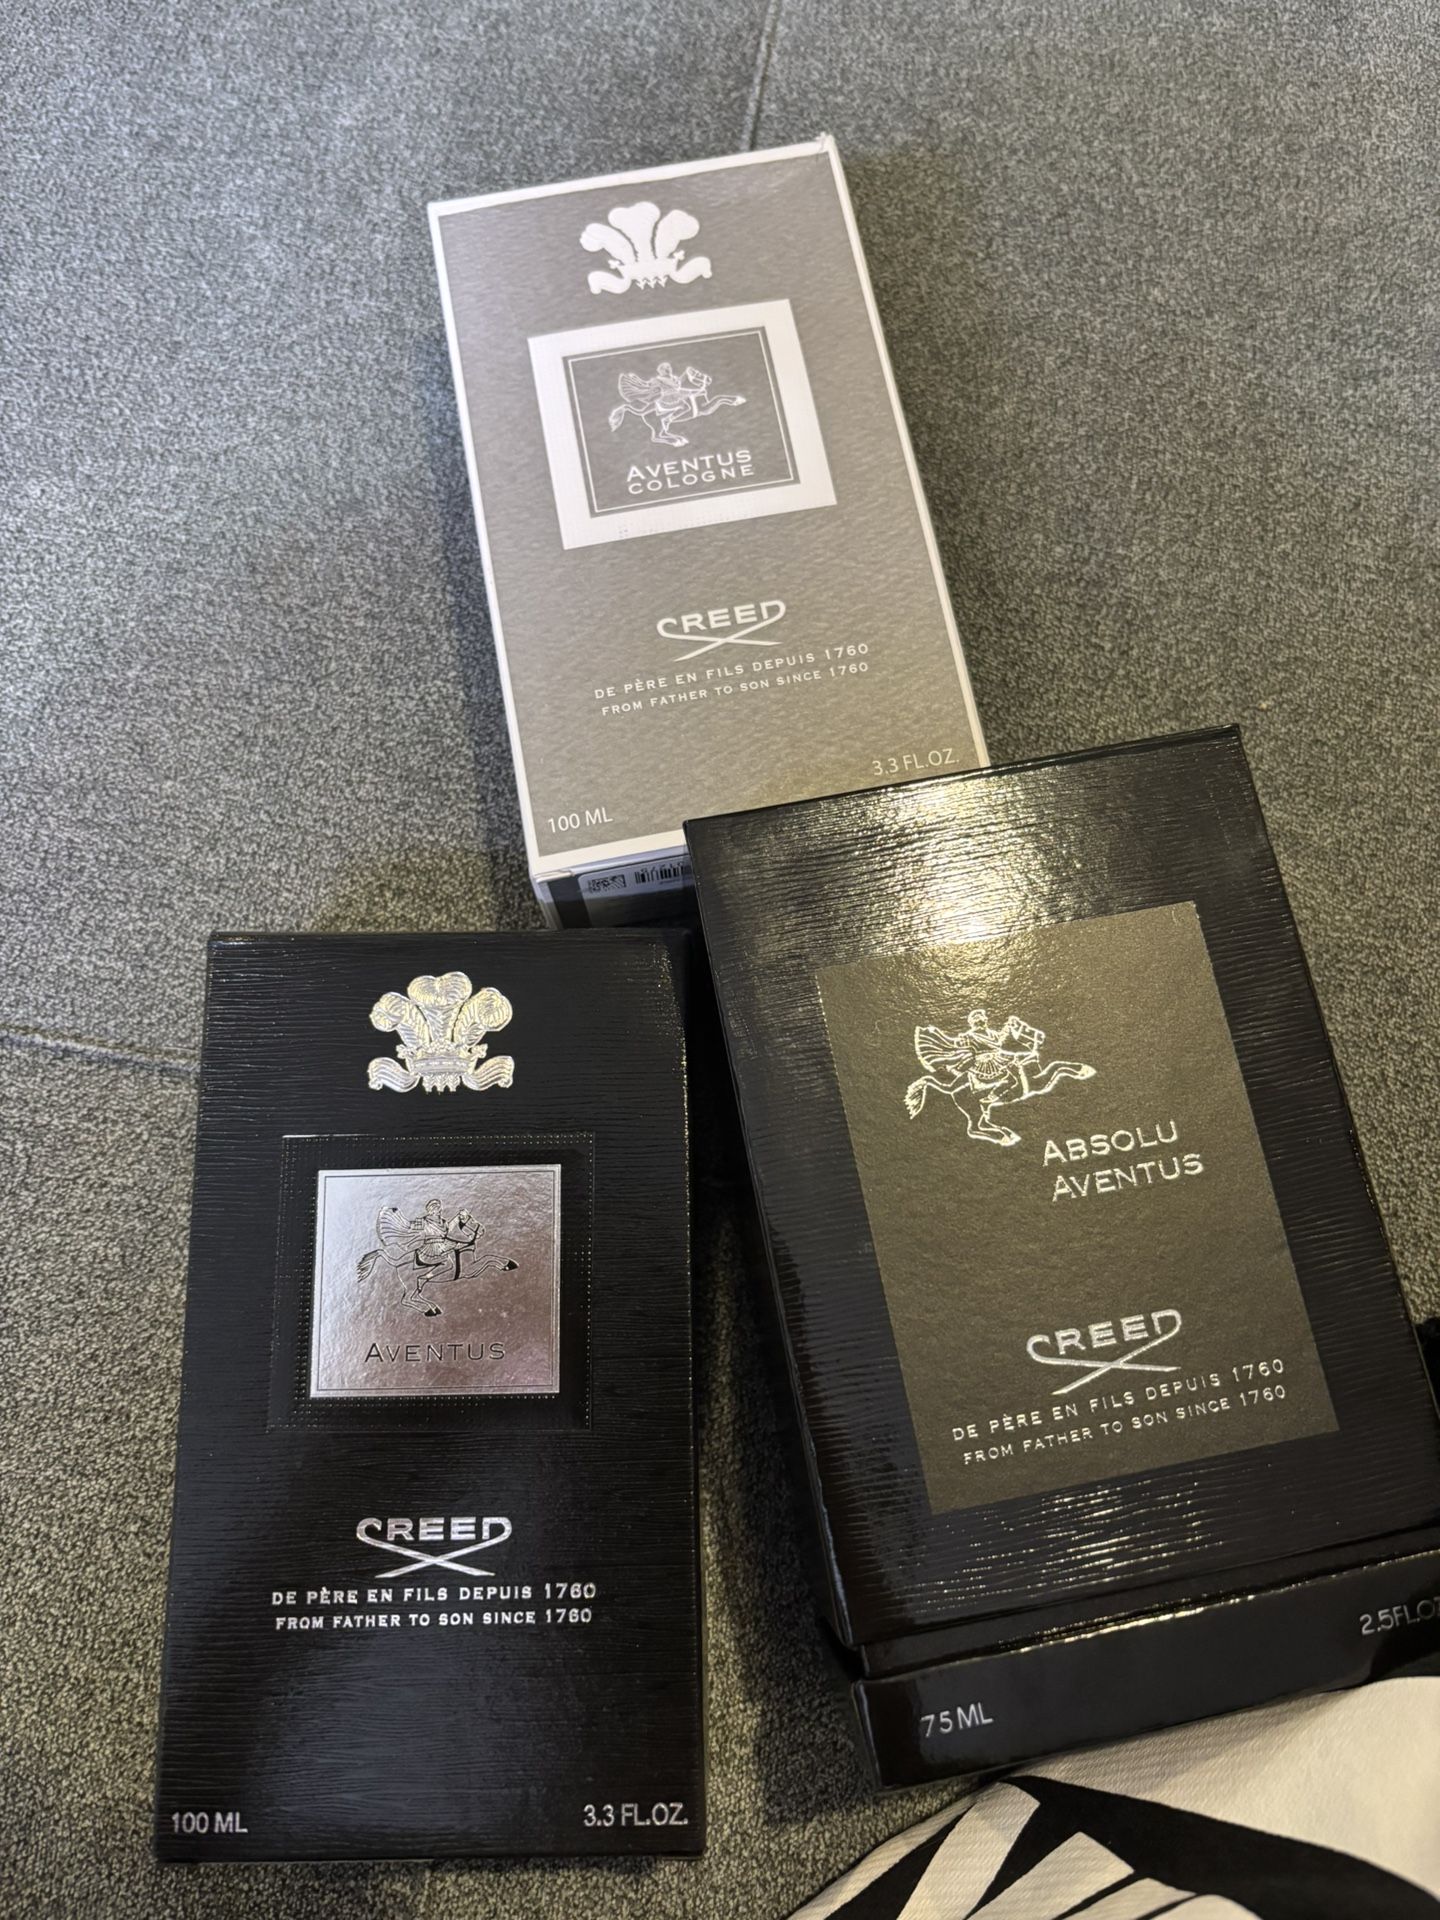 AVENTUS
COLOGNE
CREED
DE PÈRE EN FILS DEPUIS 1760
FROM FATHER TO SON SINCE 1760
100 ML
3.3 FL.OZ.
ABSOLU
AVENTUS
CREED
DE PÈRE EN FILS DEPUIS 1760
FROM FATHER TO SON SINCE 1760
75 ML
2.5FL.OZ
AVENTUS
CREED
DE PÈRE EN FILS DEPUIS 1760
FROM FATHER TO SON SINCE 1760
100 ML
3.3 FL.OZ.